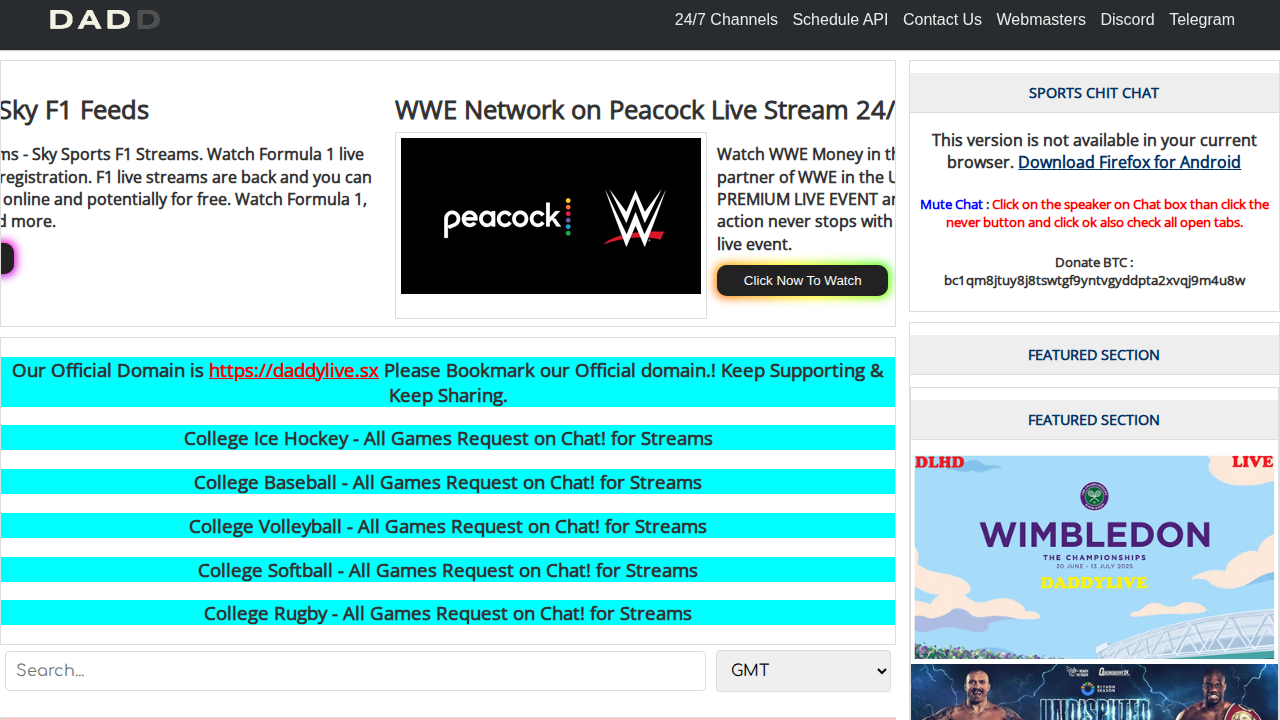 DADD
24/7 Channels Schedule API Contact Us Webmasters Discord Telegram
Sky F1 Feeds
ms - Sky Sports F1 Streams. Watch Formula 1 live
registration. F1 live streams are back and you can
online and potentially for free. Watch Formula 1,
d more.
WWE Network on Peacock Live Stream 24/
peacock
Watch WWE Money in th
partner of WWE in the U
PREMIUM LIVE EVENT an
action never stops with
live event.
Click Now To Watch
Our Official Domain is https://daddylive.sx Please Bookmark our Official domain.! Keep Supporting &
Keep Sharing.
College Ice Hockey - All Games Request on Chat! for Streams
College Baseball - All Games Request on Chat! for Streams
College Volleyball - All Games Request on Chat! for Streams
College Softball - All Games Request on Chat! for Streams
College Rugby - All Games Request on Chat! for Streams
Search...
GMT
SPORTS CHIT CHAT
This version is not available in your current
browser. Download Firefox for Android
Mute Chat : Click on the speaker on Chat box than click the
never button and click ok also check all open tabs.
Donate BTC :
bc1qm8jtuy8j8tswtgf9yntvgyddpta2xvqj9m4u8w
FEATURED SECTION
FEATURED SECTION
DLHD LIVE
WIMBLEDON
THE CHAMPIONSHIPS
30 JUNE - 13 JULY 2025
DADDYLIVE
RIYADH
SEASON
UNDISPUTED